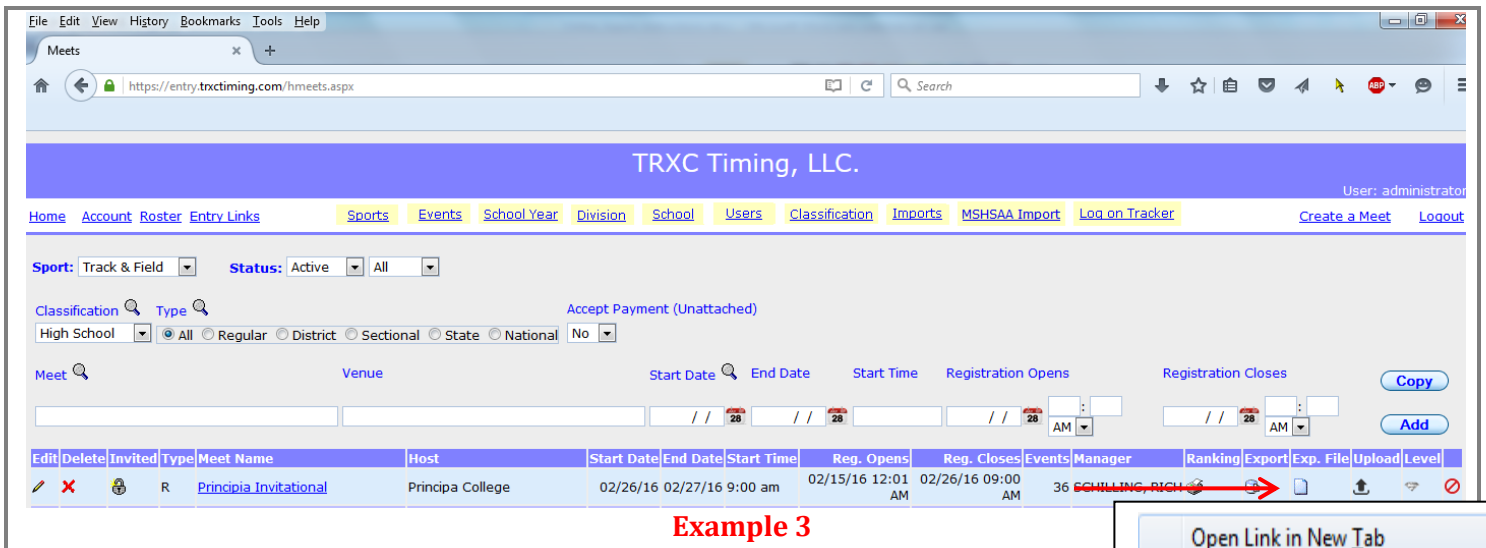 File Edit View History Bookmarks Tools Help
Meets × +
https://entry.trxctiming.com/hmeets.aspx Search ABP
TRXC Timing, LLC.
User: administrator
Home Account Roster Entry Links Sports Events School Year Division School Users Classification Imports MSHSAA Import Log on Tracker Create a Meet Logout
Sport: Track & Field Status: Active All
Classification Type Accept Payment (Unattached)
High School All Regular District Sectional State National No
Meet Venue Start Date End Date Start Time Registration Opens Registration Closes Copy
/ / 28 / / 28 / / 28 : AM / / 28 : AM Add
Edit Delete Invited Type Meet Name Host Start Date End Date Start Time Reg. Opens Reg. Closes Events Manager Ranking Export Exp. File Upload Level
R Principia Invitational Principa College 02/26/16 02/27/16 9:00 am 02/15/16 12:01 AM 02/26/16 09:00 AM 36 SCHILLING, RICH
Example 3
Open Link in New Tab